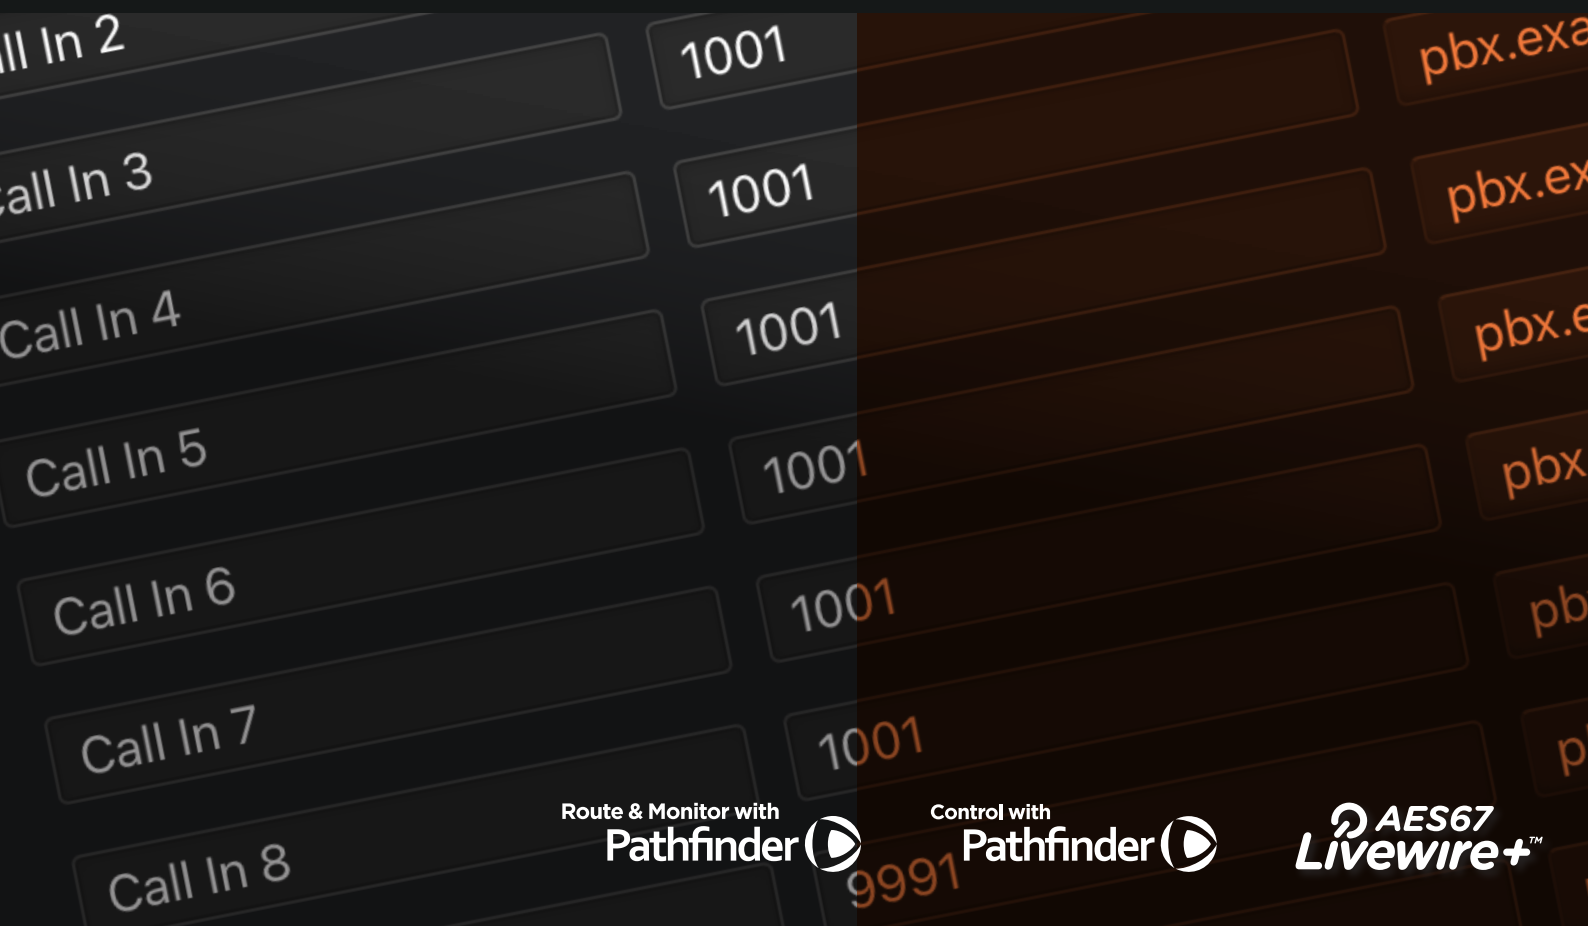 ll In 2
1001
pbx.exa
all In 3
1001
pbx.ex
Call In 4
1001
pbx.e
Call In 5
1001
pbx.
Call In 6
1001
pb
Call In 7
1001
p
Call In 8
9991
Route & Monitor with
Pathfinder
Control with
Pathfinder
AES67
Livewire+™